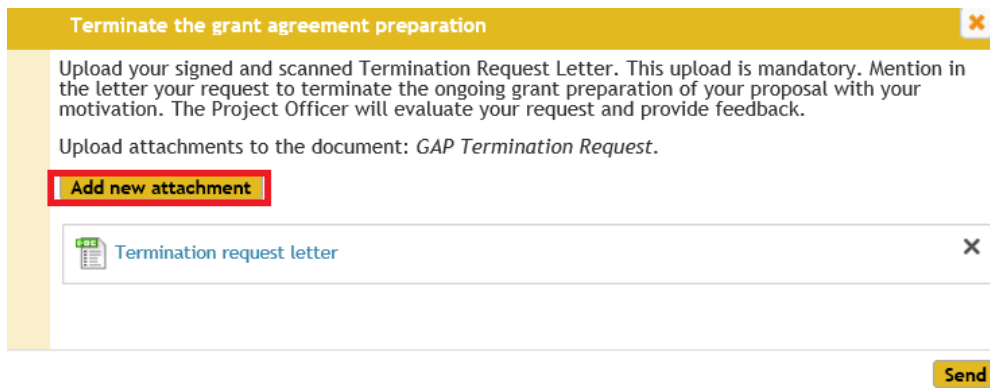 Terminate the grant agreement preparation
Upload your signed and scanned Termination Request Letter. This upload is mandatory. Mention in
the letter your request to terminate the ongoing grant preparation of your proposal with your
motivation. The Project Officer will evaluate your request and provide feedback.
Upload attachments to the document: GAP Termination Request.
Add new attachment
Termination request letter
Send